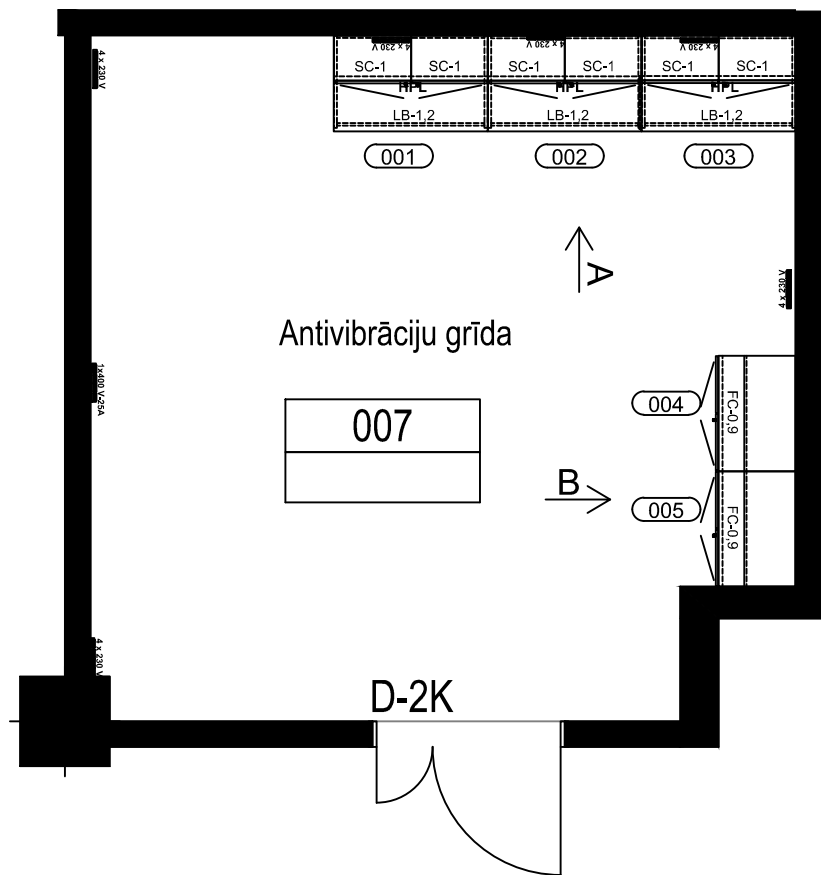 4 x 230 V
4 x 230 V
4 x 230 V
SC-1 SC-1 SC-1 SC-1 SC-1 SC-1
4 x 230 V
HPL HPL HPL
LB-1,2 LB-1,2 LB-1,2
001 002 003
A
4 x 230 V
Antivibrāciju grīda
1x400 V-25A
004
FC-0,9
007
B
005
FC-0,9
4 x 230 V
D-2K